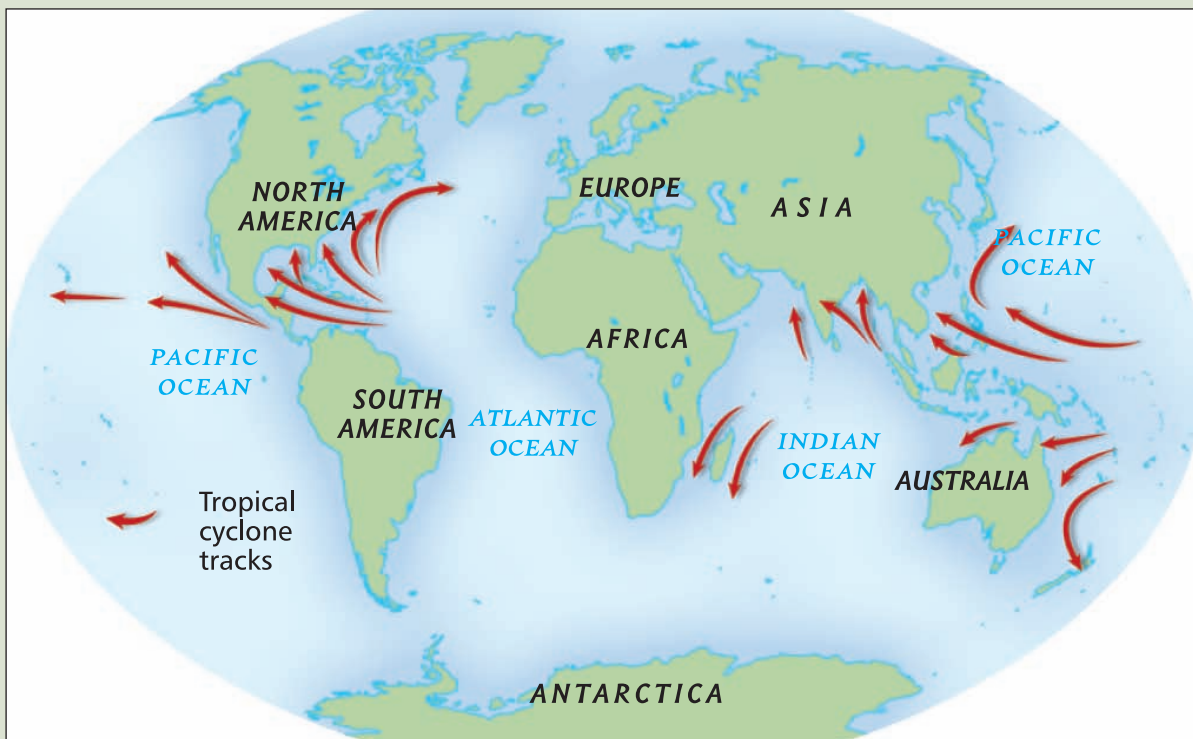 NORTH
AMERICA
EUROPE
ASIA
PACIFIC
OCEAN
AFRICA
PACIFIC
OCEAN
SOUTH
AMERICA
ATLANTIC
OCEAN
INDIAN
OCEAN
AUSTRALIA
Tropical
cyclone
tracks
ANTARCTICA